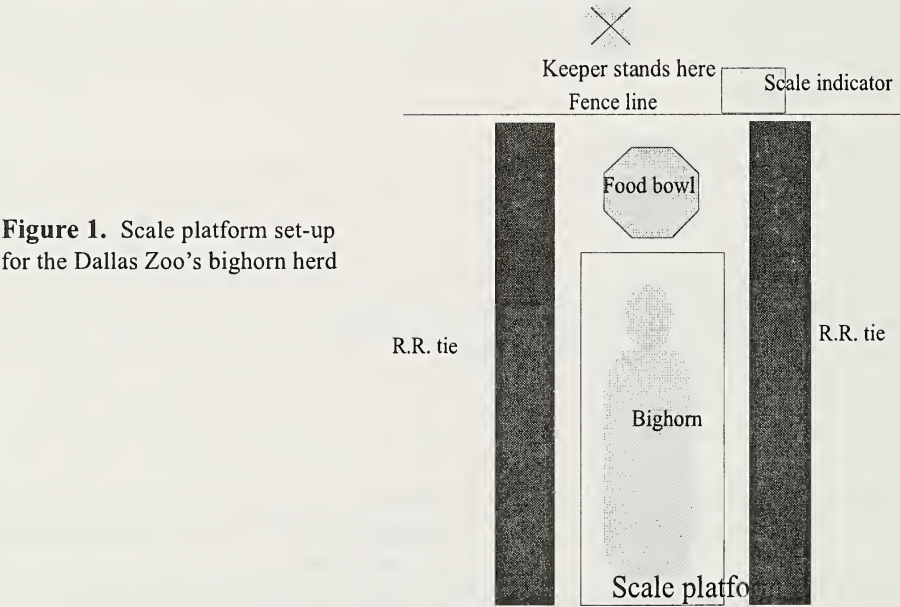 Keeper stands here
Scale indicator
Fence line
Food bowl
Figure 1. Scale platform set-up
for the Dallas Zoo's bighorn herd
R.R. tie
R.R. tie
Bighorn
Scale